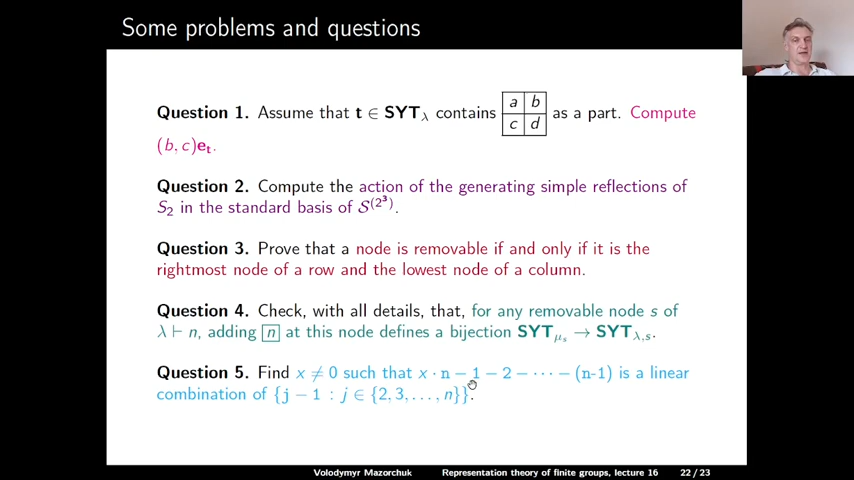 Some problems and questions
Question 1. Assume that t ∈ SYT_λ contains a b c d as a part. Compute
(b, c)e_t.
Question 2. Compute the action of the generating simple reflections of
S_2 in the standard basis of 𝒮^(2^3).
Question 3. Prove that a node is removable if and only if it is the
rightmost node of a row and the lowest node of a column.
Question 4. Check, with all details, that, for any removable node s of
λ ⊢ n, adding n at this node defines a bijection SYT_μ_s → SYT_λ,s.
Question 5. Find x ≠ 0 such that x · n − 1 − 2 − ⋯ − (n-1) is a linear
combination of {j − 1 : j ∈ {2, 3, . . . , n}}.
Volodymyr Mazorchuk Representation theory of finite groups, lecture 16 22 / 23